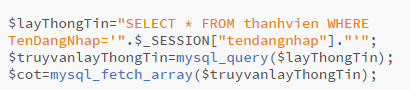 $layThongTin="SELECT * FROM thanhvien WHERE
TenDangNhap='".$_SESSION["tendangnhap"]."'";
$truyvanlayThongTin=mysql_query($layThongTin);
$cot=mysql_fetch_array($truyvanlayThongTin);